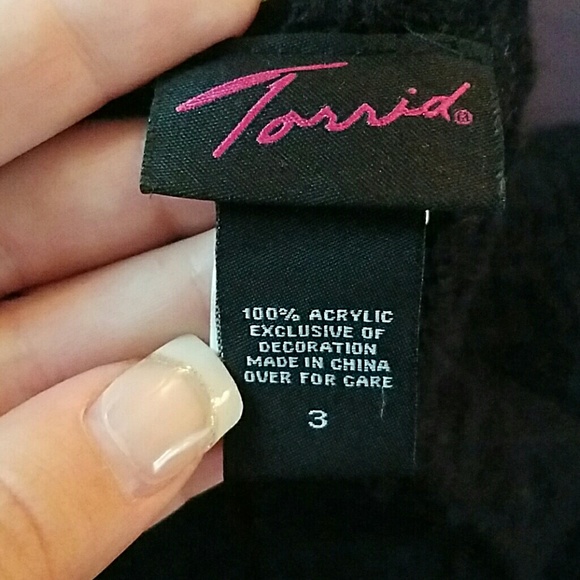 Torrid®
100% ACRYLIC
EXCLUSIVE OF
DECORATION
MADE IN CHINA
OVER FOR CARE
3